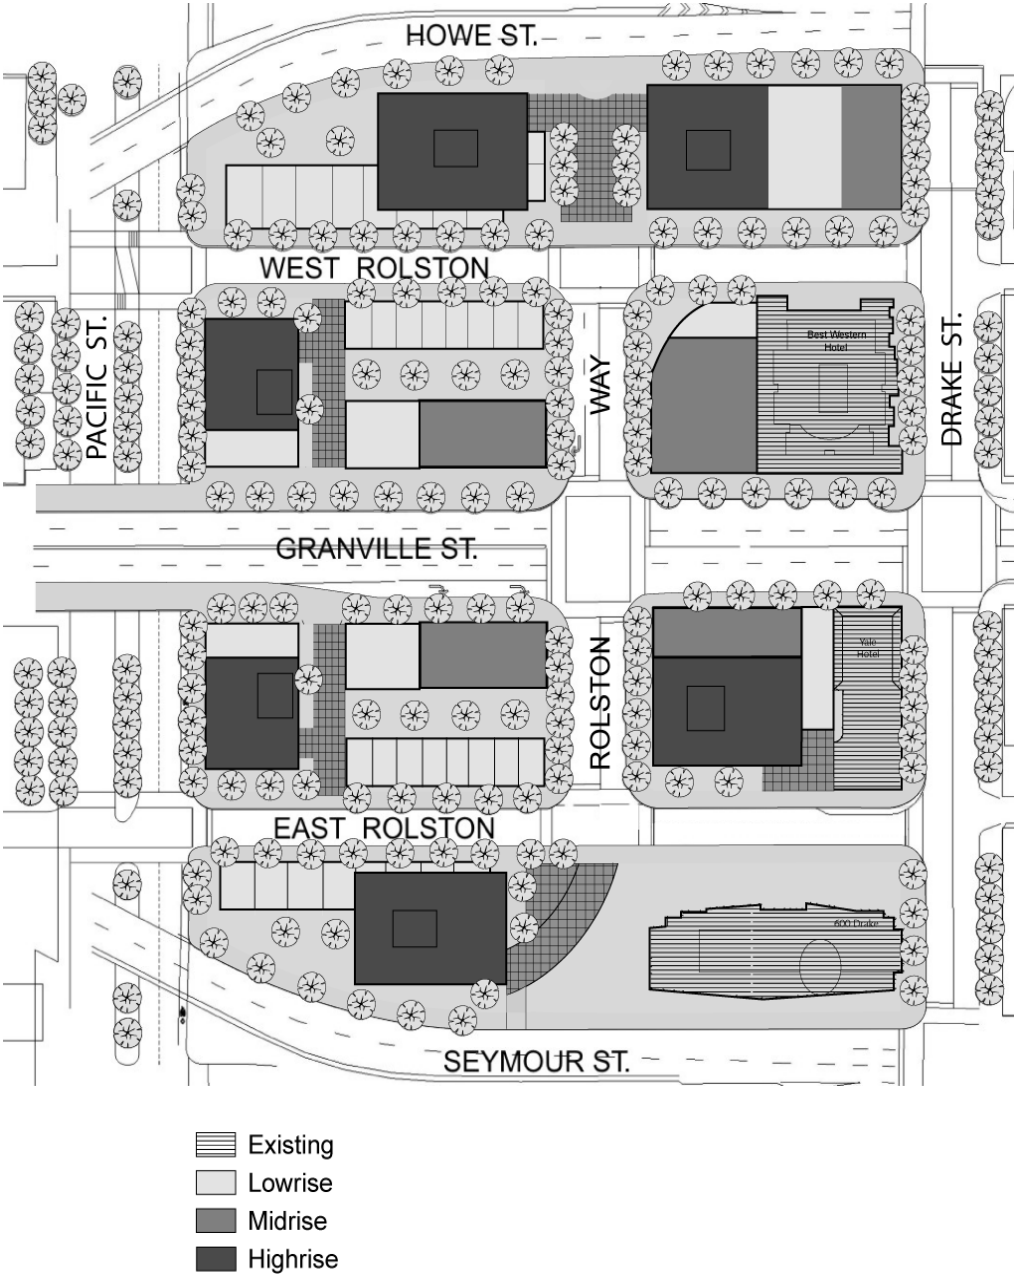 HOWE ST.
WEST ROLSTON
PACIFIC ST.
WAY
Best Western
Hotel
DRAKE ST.
GRANVILLE ST.
ROLSTON
Yale
Hotel
EAST ROLSTON
600 Drake
SEYMOUR ST.
Existing
Lowrise
Midrise
Highrise